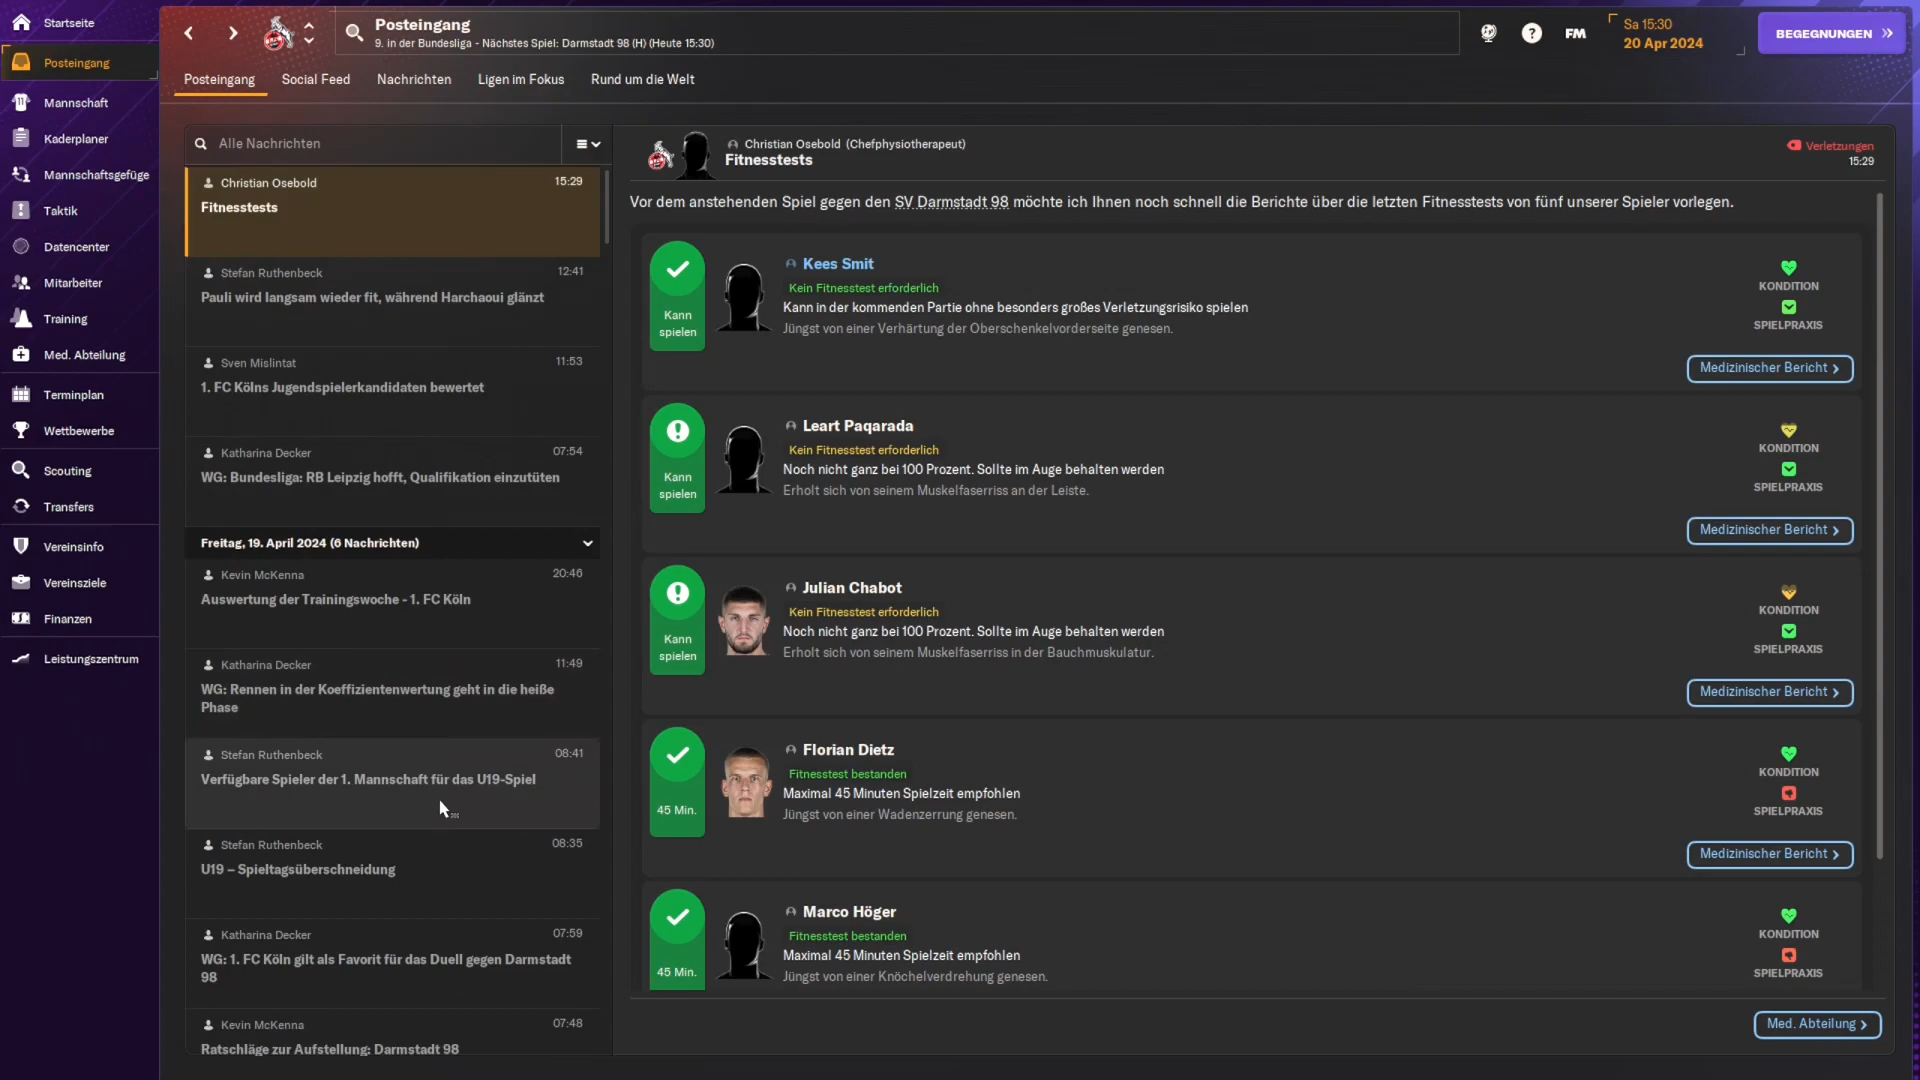 Startseite
Posteingang
Mannschaft
Kaderplaner
Mannschaftsgefüge
Taktik
Datencenter
Mitarbeiter
Training
Med. Abteilung
Terminplan
Wettbewerbe
Scouting
Transfers
Vereinsinfo
Vereinsziele
Finanzen
Leistungszentrum
Posteingang
9. in der Bundesliga - Nächstes Spiel: Darmstadt 98 (H) (Heute 15:30)
FM
Sa 15:30
20 Apr 2024
BEGEGNUNGEN
Posteingang Social Feed Nachrichten Ligen im Fokus Rund um die Welt
Alle Nachrichten
Christian Osebold 15:29
Fitnesstests
Stefan Ruthenbeck 12:41
Pauli wird langsam wieder fit, während Harchaoui glänzt
Sven Mislintat 11:53
1. FC Kölns Jugendspielerkandidaten bewertet
Katharina Decker 07:54
WG: Bundesliga: RB Leipzig hofft, Qualifikation einzutüten
Freitag, 19. April 2024 (6 Nachrichten)
Kevin McKenna 20:46
Auswertung der Trainingswoche - 1. FC Köln
Katharina Decker 11:49
WG: Rennen in der Koeffizientenwertung geht in die heiße
Phase
Stefan Ruthenbeck 08:41
Verfügbare Spieler der 1. Mannschaft für das U19-Spiel
Stefan Ruthenbeck 08:35
U19 – Spieltagsüberschneidung
Katharina Decker 07:59
WG: 1. FC Köln gilt als Favorit für das Duell gegen Darmstadt
98
Kevin McKenna 07:48
Ratschläge zur Aufstellung: Darmstadt 98
Christian Osebold (Chefphysiotherapeut)
Fitnesstests
Verletzungen
15:29
Vor dem anstehenden Spiel gegen den SV Darmstadt 98 möchte ich Ihnen noch schnell die Berichte über die letzten Fitnesstests von fünf unserer Spieler vorlegen.
Kann
spielen
Kees Smit
Kein Fitnesstest erforderlich
Kann in der kommenden Partie ohne besonders großes Verletzungsrisiko spielen
Jüngst von einer Verhärtung der Oberschenkelvorderseite genesen.
KONDITION
SPIELPRAXIS
Medizinischer Bericht
Kann
spielen
Leart Paqarada
Kein Fitnesstest erforderlich
Noch nicht ganz bei 100 Prozent. Sollte im Auge behalten werden
Erholt sich von seinem Muskelfaserriss an der Leiste.
KONDITION
SPIELPRAXIS
Medizinischer Bericht
Kann
spielen
Julian Chabot
Kein Fitnesstest erforderlich
Noch nicht ganz bei 100 Prozent. Sollte im Auge behalten werden
Erholt sich von seinem Muskelfaserriss in der Bauchmuskulatur.
KONDITION
SPIELPRAXIS
Medizinischer Bericht
45 Min.
Florian Dietz
Fitnesstest bestanden
Maximal 45 Minuten Spielzeit empfohlen
Jüngst von einer Wadenzerrung genesen.
KONDITION
SPIELPRAXIS
Medizinischer Bericht
45 Min.
Marco Höger
Fitnesstest bestanden
Maximal 45 Minuten Spielzeit empfohlen
Jüngst von einer Knöchelverdrehung genesen.
KONDITION
SPIELPRAXIS
Med. Abteilung